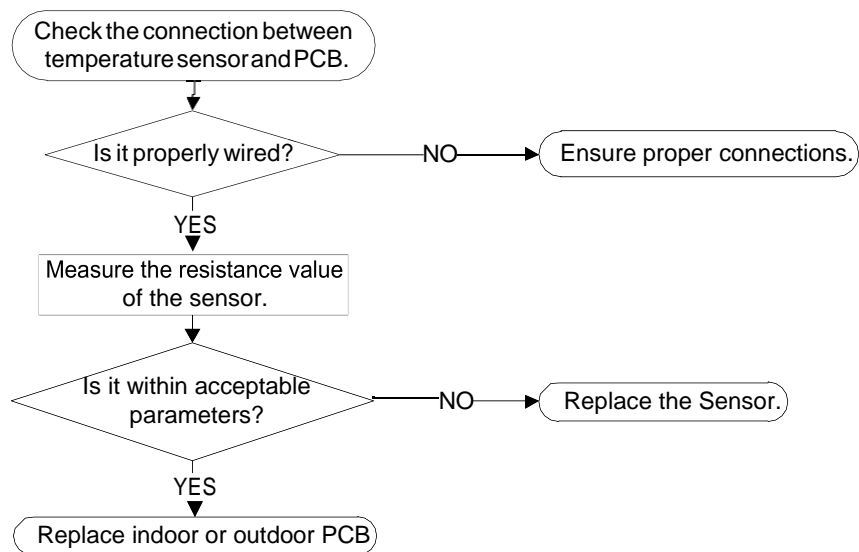 Check the connection between
temperature sensor and PCB.
Is it properly wired?
NO
Ensure proper connections.
YES
Measure the resistance value
of the sensor.
Is it within acceptable
parameters?
NO
Replace the Sensor.
YES
Replace indoor or outdoor PCB